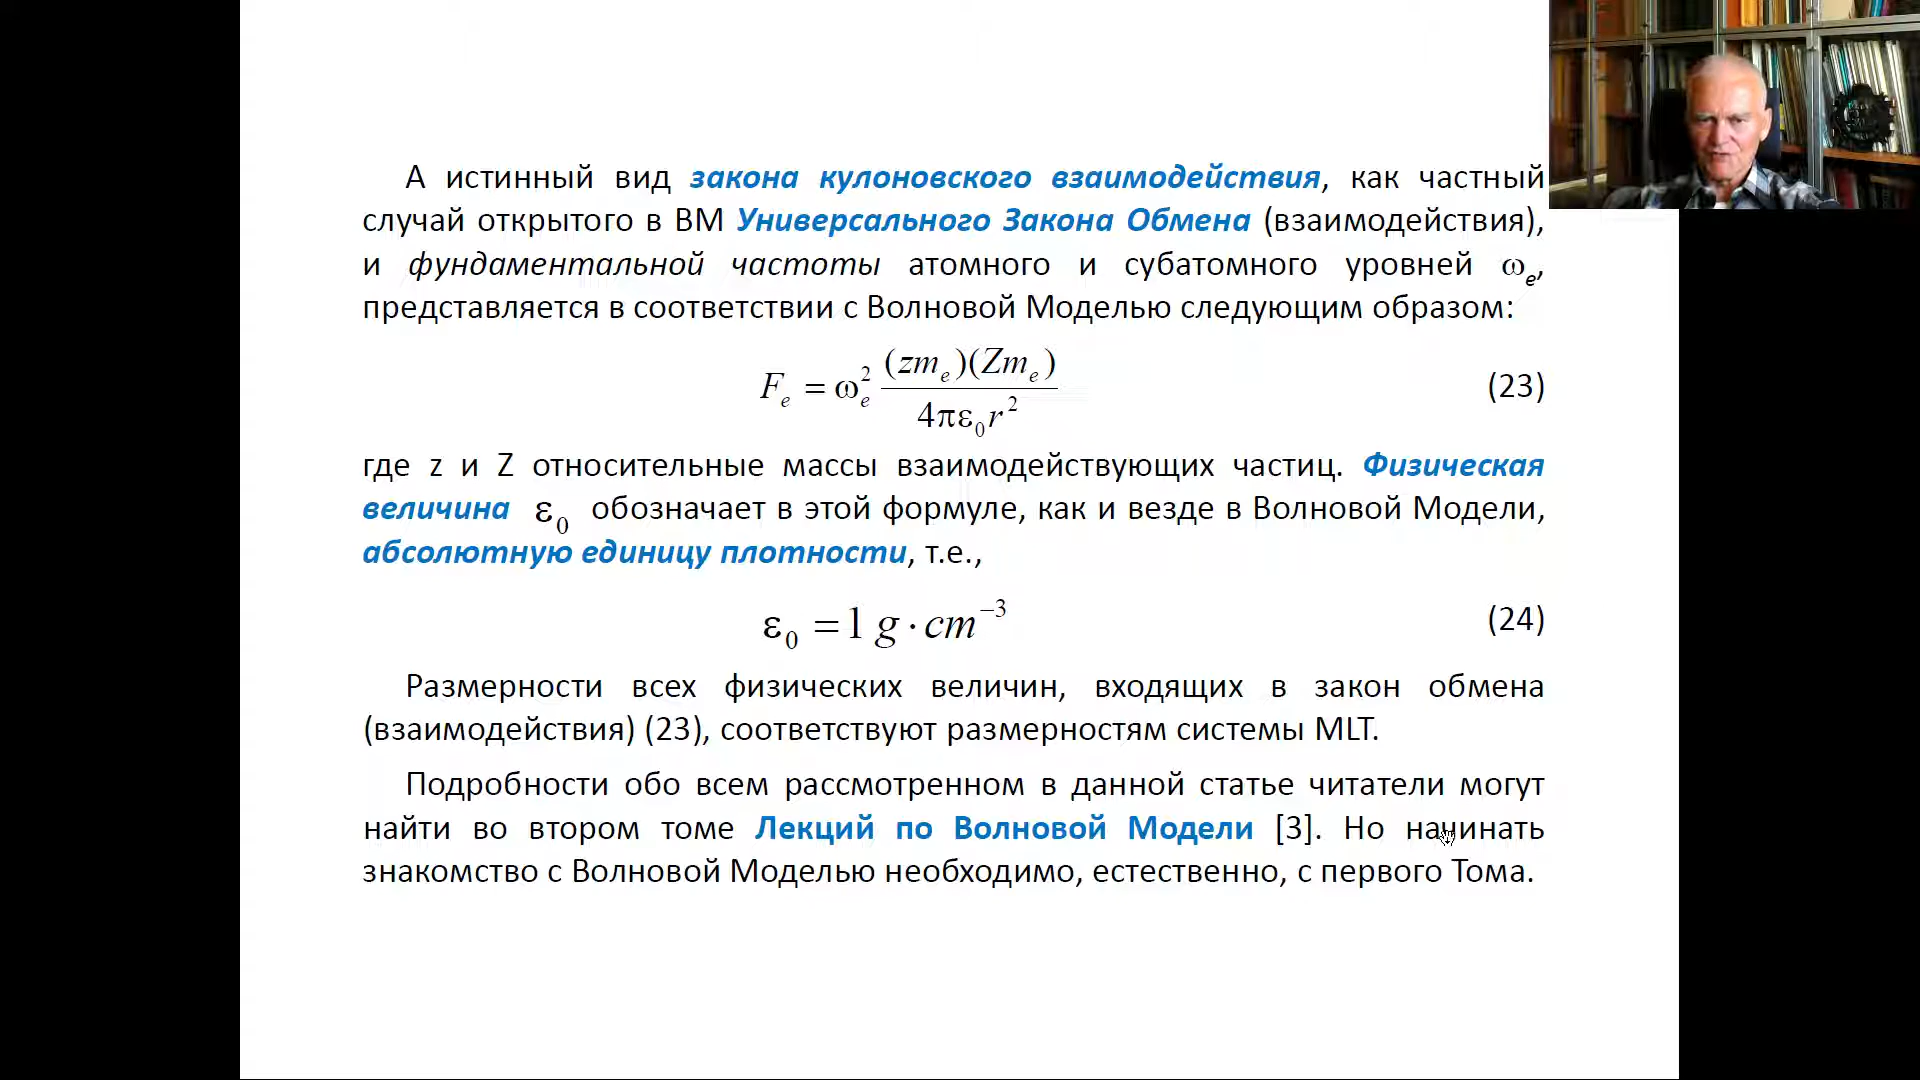 А истинный вид закона кулоновского взаимодействия, как частный
случай открытого в ВМ Универсального Закона Обмена (взаимодействия),
и фундаментальной частоты атомного и субатомного уровней ωₑ,
представляется в соответствии с Волновой Моделью следующим образом:
Fₑ = ωₑ² (zmₑ)(Zmₑ) / 4πε₀r² (23)
где z и Z относительные массы взаимодействующих частиц. Физическая
величина ε₀ обозначает в этой формуле, как и везде в Волновой Модели,
абсолютную единицу плотности, т.е.,
ε₀ = 1 g · cm⁻³ (24)
Размерности всех физических величин, входящих в закон обмена
(взаимодействия) (23), соответствуют размерностям системы MLT.
Подробности обо всем рассмотренном в данной статье читатели могут
найти во втором томе Лекций по Волновой Модели [3]. Но начинать
знакомство с Волновой Моделью необходимо, естественно, с первого Тома.